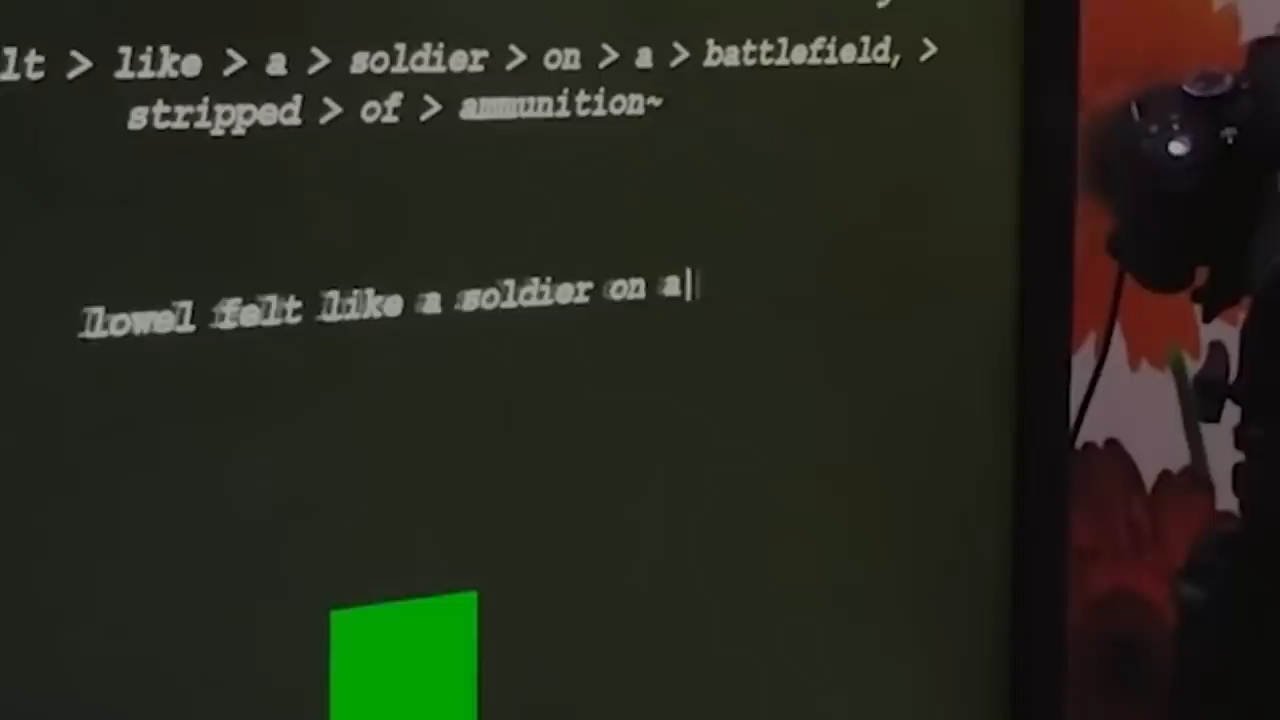 lt > like > a > soldier > on > a > battlefield, >
stripped > of > ammunition~
lowel felt like a soldier on a